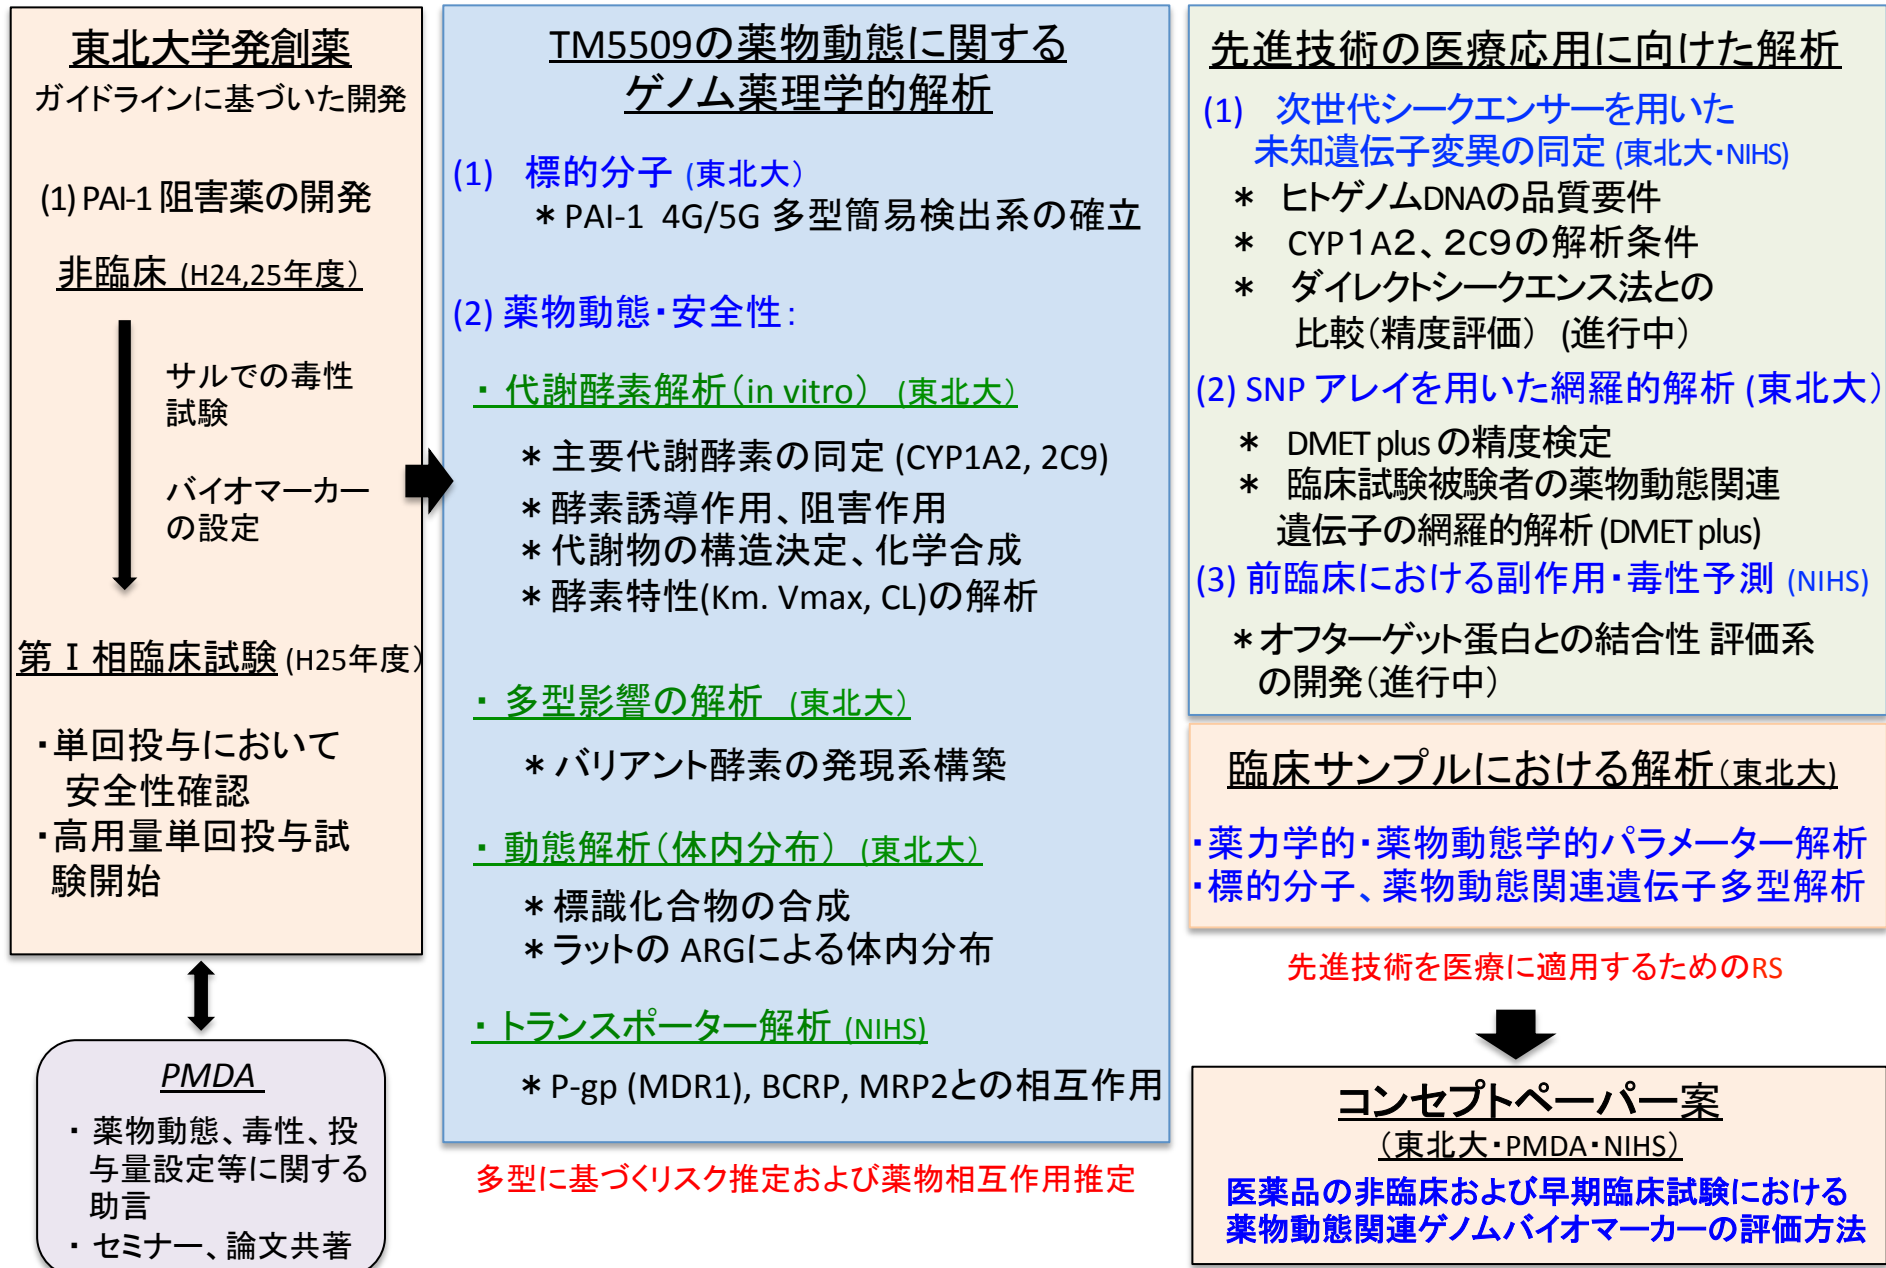 東北大学発創薬
ガイドラインに基づいた開発
(1) PAI-1 阻害薬の開発
非臨床 (H24,25年度)
サルでの毒性
試験
バイオマーカー
の設定
第Ⅰ相臨床試験 (H25年度)
・単回投与において
安全性確認
・高用量単回投与試
験開始
PMDA
・ 薬物動態、毒性、投
与量設定等に関する
助言
・ セミナー、論文共著
TM5509の薬物動態に関する
ゲノム薬理学的解析
(1) 標的分子 (東北大)
＊PAI-1 4G/5G 多型簡易検出系の確立
(2) 薬物動態・安全性：
・ 代謝酵素解析（in vitro） (東北大)
＊主要代謝酵素の同定 (CYP1A2, 2C9)
＊酵素誘導作用、阻害作用
＊代謝物の構造決定、化学合成
＊酵素特性(Km. Vmax, CL)の解析
・ 多型影響の解析 (東北大)
＊バリアント酵素の発現系構築
・ 動態解析（体内分布） (東北大)
＊標識化合物の合成
＊ラットの ARGによる体内分布
・ トランスポーター解析 (NIHS)
＊P-gp (MDR1), BCRP, MRP2との相互作用
多型に基づくリスク推定および薬物相互作用推定
先進技術の医療応用に向けた解析
(1) 次世代シークエンサーを用いた
未知遺伝子変異の同定 (東北大・NIHS)
＊ ヒトゲノムDNAの品質要件
＊ CYP１A２、２C９の解析条件
＊ ダイレクトシークエンス法との
比較（精度評価） (進行中)
(2) SNP アレイを用いた網羅的解析 (東北大)
＊ DMET plus の精度検定
＊ 臨床試験被験者の薬物動態関連
遺伝子の網羅的解析 (DMET plus)
(3) 前臨床における副作用・毒性予測 (NIHS)
＊オフターゲット蛋白との結合性 評価系
の開発（進行中）
臨床サンプルにおける解析（東北大）
・薬力学的・薬物動態学的パラメーター解析
・標的分子、薬物動態関連遺伝子多型解析
先進技術を医療に適用するためのRS
コンセプトペーパー案
（東北大・PMDA・NIHS）
医薬品の非臨床および早期臨床試験における
薬物動態関連ゲノムバイオマーカーの評価方法